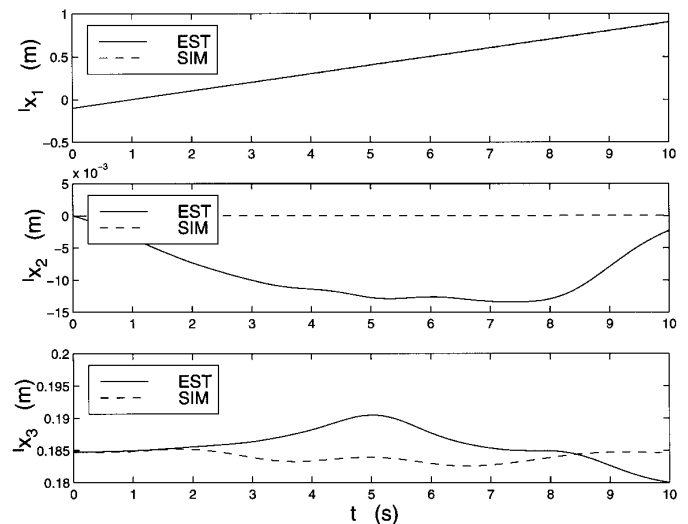 1
0.5
0
−0.5
ᴵx₁ (m)
EST
SIM
0 1 2 3 4 5 6 7 8 9 10
x 10⁻³
5
0
−5
−10
−15
ᴵx₂ (m)
EST
SIM
0 1 2 3 4 5 6 7 8 9 10
0.2
0.195
0.19
0.185
0.18
ᴵx₃ (m)
EST
SIM
0 1 2 3 4 5 6 7 8 9 10
t (s)